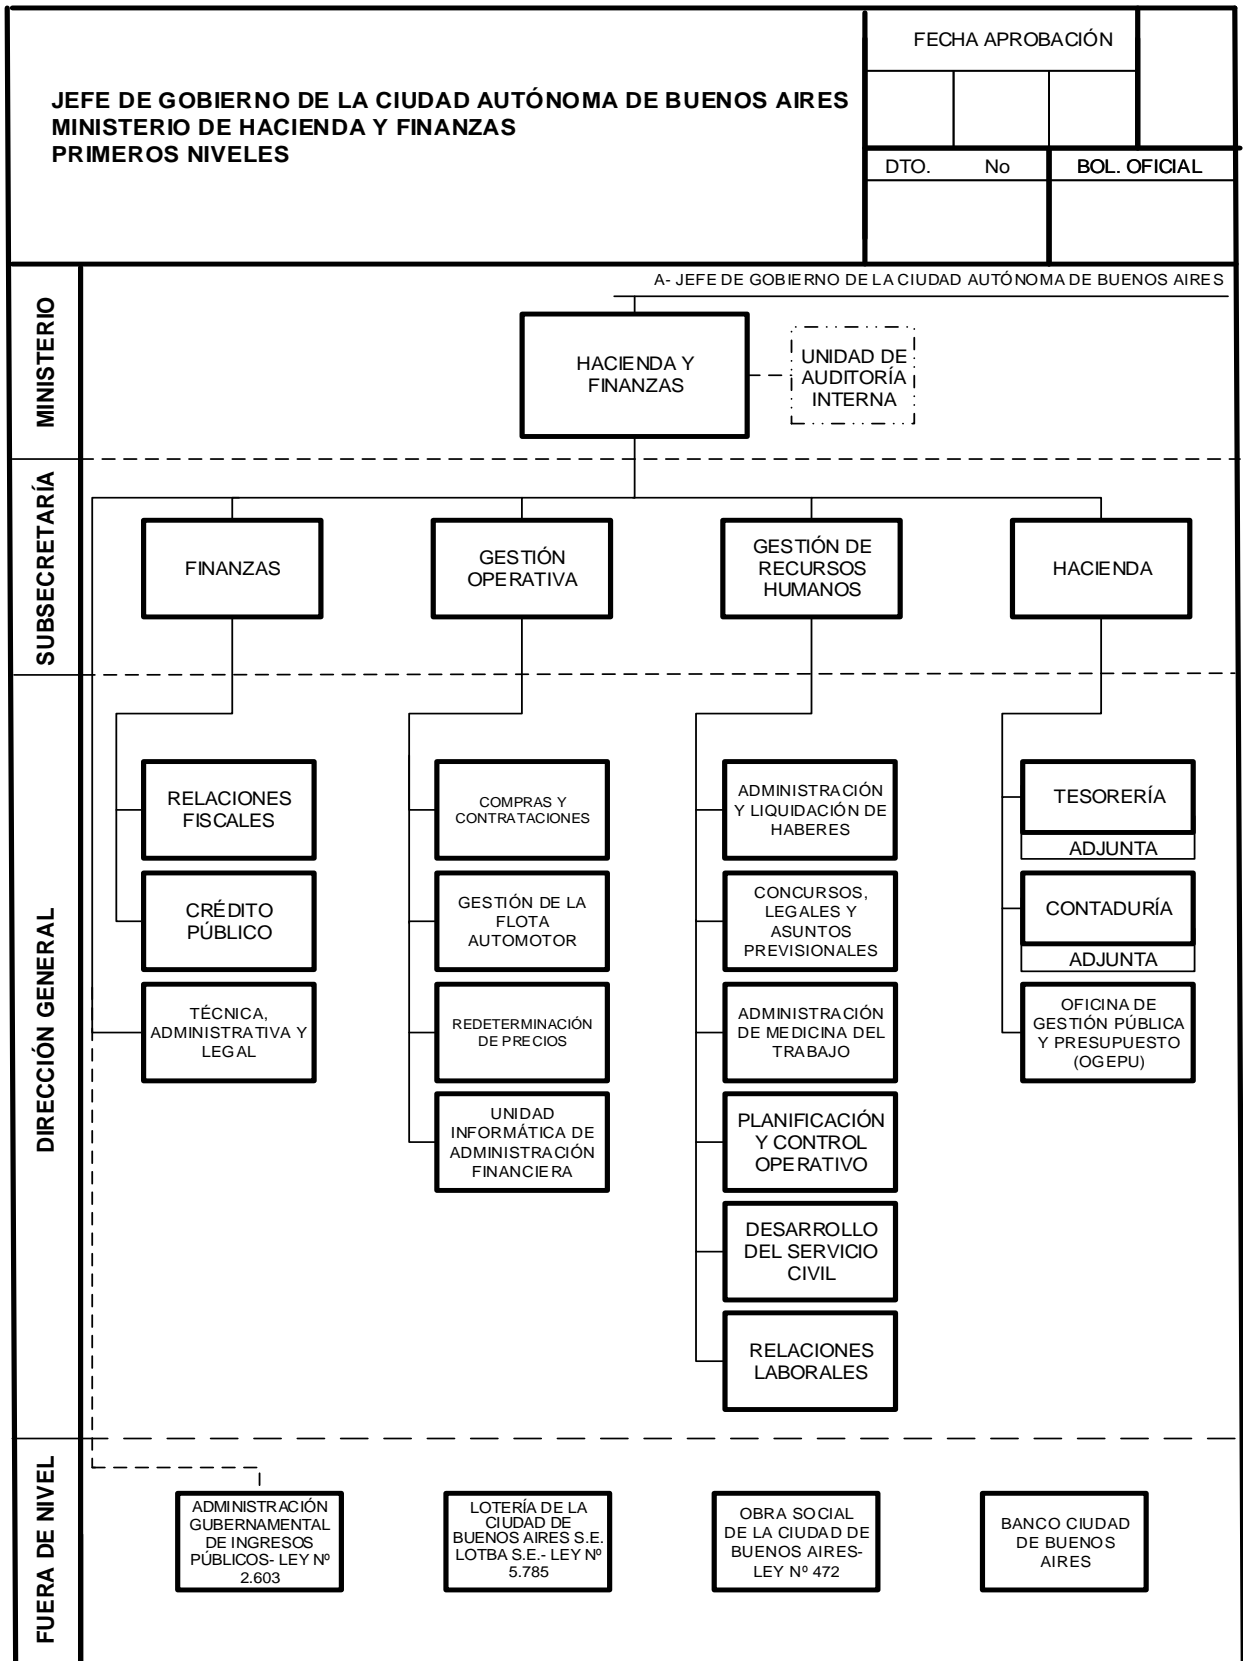 JEFE DE GOBIERNO DE LA CIUDAD AUTÓNOMA DE BUENOS AIRES
MINISTERIO DE HACIENDA Y FINANZAS
PRIMEROS NIVELES
FECHA APROBACIÓN
DTO. No
BOL. OFICIAL
A- JEFE DE GOBIERNO DE LA CIUDAD AUTÓNOMA DE BUENOS AIRES
MINISTERIO
HACIENDA Y
FINANZAS
UNIDAD DE
AUDITORÍA
INTERNA
SUBSECRETARÍA
FINANZAS
GESTIÓN
OPERATIVA
GESTIÓN DE
RECURSOS
HUMANOS
HACIENDA
DIRECCIÓN GENERAL
RELACIONES
FISCALES
CRÉDITO
PÚBLICO
TÉCNICA,
ADMINISTRATIVA Y
LEGAL
COMPRAS Y
CONTRATACIONES
GESTIÓN DE LA
FLOTA
AUTOMOTOR
REDETERMINACIÓN
DE PRECIOS
UNIDAD
INFORMÁTICA DE
ADMINISTRACIÓN
FINANCIERA
ADMINISTRACIÓN
Y LIQUIDACIÓN DE
HABERES
CONCURSOS,
LEGALES Y
ASUNTOS
PREVISIONALES
ADMINISTRACIÓN
DE MEDICINA DEL
TRABAJO
PLANIFICACIÓN
Y CONTROL
OPERATIVO
DESARROLLO
DEL SERVICIO
CIVIL
RELACIONES
LABORALES
TESORERÍA
ADJUNTA
CONTADURÍA
ADJUNTA
OFICINA DE
GESTIÓN PÚBLICA
Y PRESUPUESTO
(OGEPU)
FUERA DE NIVEL
ADMINISTRACIÓN
GUBERNAMENTAL
DE INGRESOS
PÚBLICOS- LEY Nº
2.603
LOTERÍA DE LA
CIUDAD DE
BUENOS AIRES S.E.
LOTBA S.E.- LEY Nº
5.785
OBRA SOCIAL
DE LA CIUDAD DE
BUENOS AIRES-
LEY Nº 472
BANCO CIUDAD
DE BUENOS
AIRES